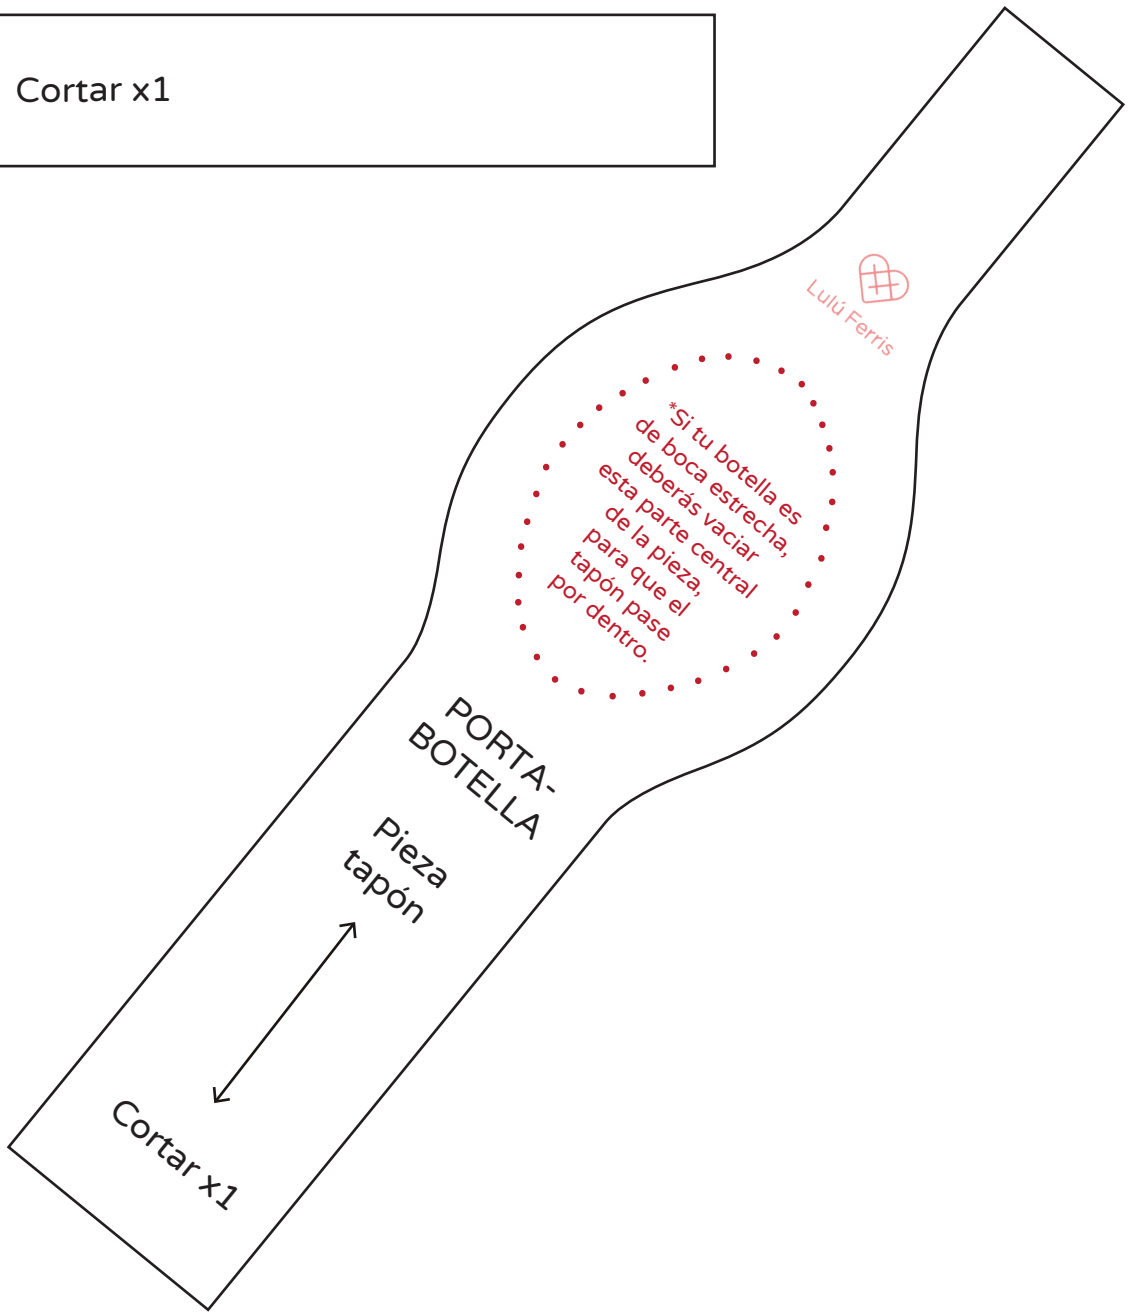 Cortar x1
Lulú Ferris
*Si tu botella es
de boca estrecha,
deberás vaciar
esta parte central
de la pieza,
para que el
tapón pase
por dentro.
PORTA-
BOTELLA
Pieza
tapón
Cortar x1